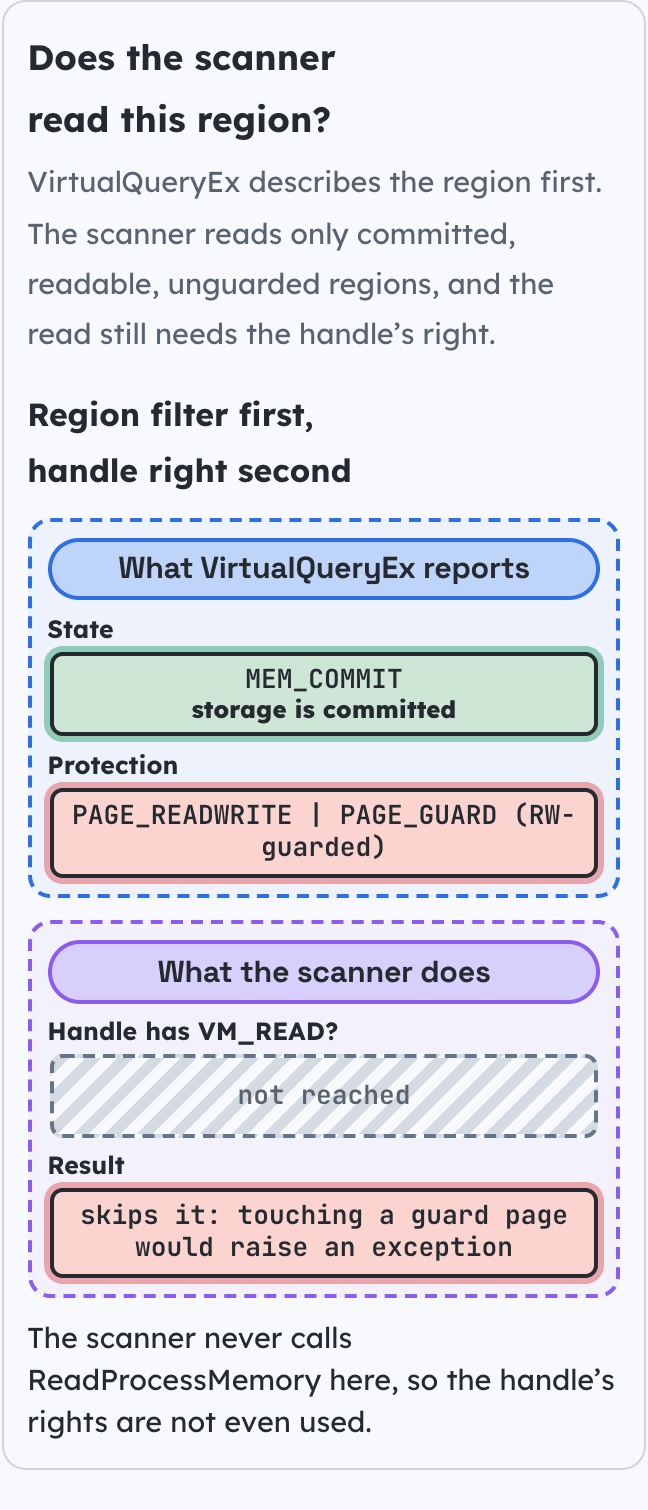 Does the scanner
read this region?
VirtualQueryEx describes the region first.
The scanner reads only committed,
readable, unguarded regions, and the
read still needs the handle’s right.
Region filter first,
handle right second
What VirtualQueryEx reports
State
MEM_COMMIT
storage is committed
Protection
PAGE_READWRITE | PAGE_GUARD (RW-
guarded)
What the scanner does
Handle has VM_READ?
not reached
Result
skips it: touching a guard page
would raise an exception
The scanner never calls
ReadProcessMemory here, so the handle’s
rights are not even used.